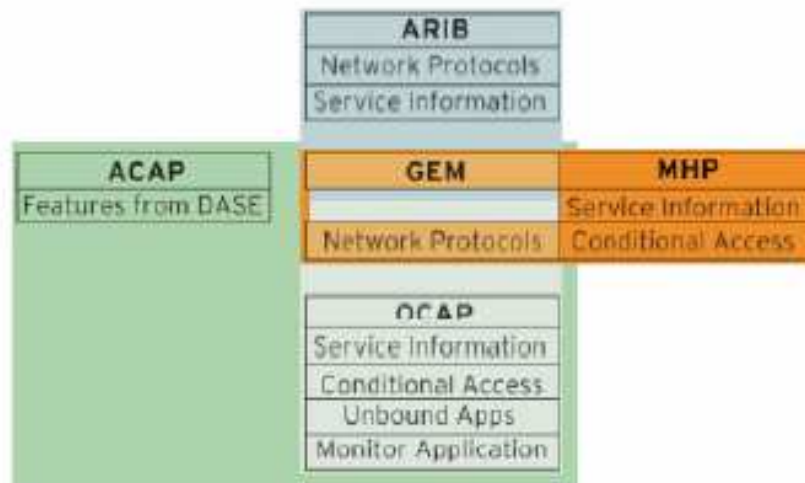 ARIB
Network Protocols
Service Information
ACAP
Features from DASE
GEM
Network Protocols
MHP
Service Information
Conditional Access
OCAP
Service Information
Conditional Access
Unbound Apps
Monitor Application